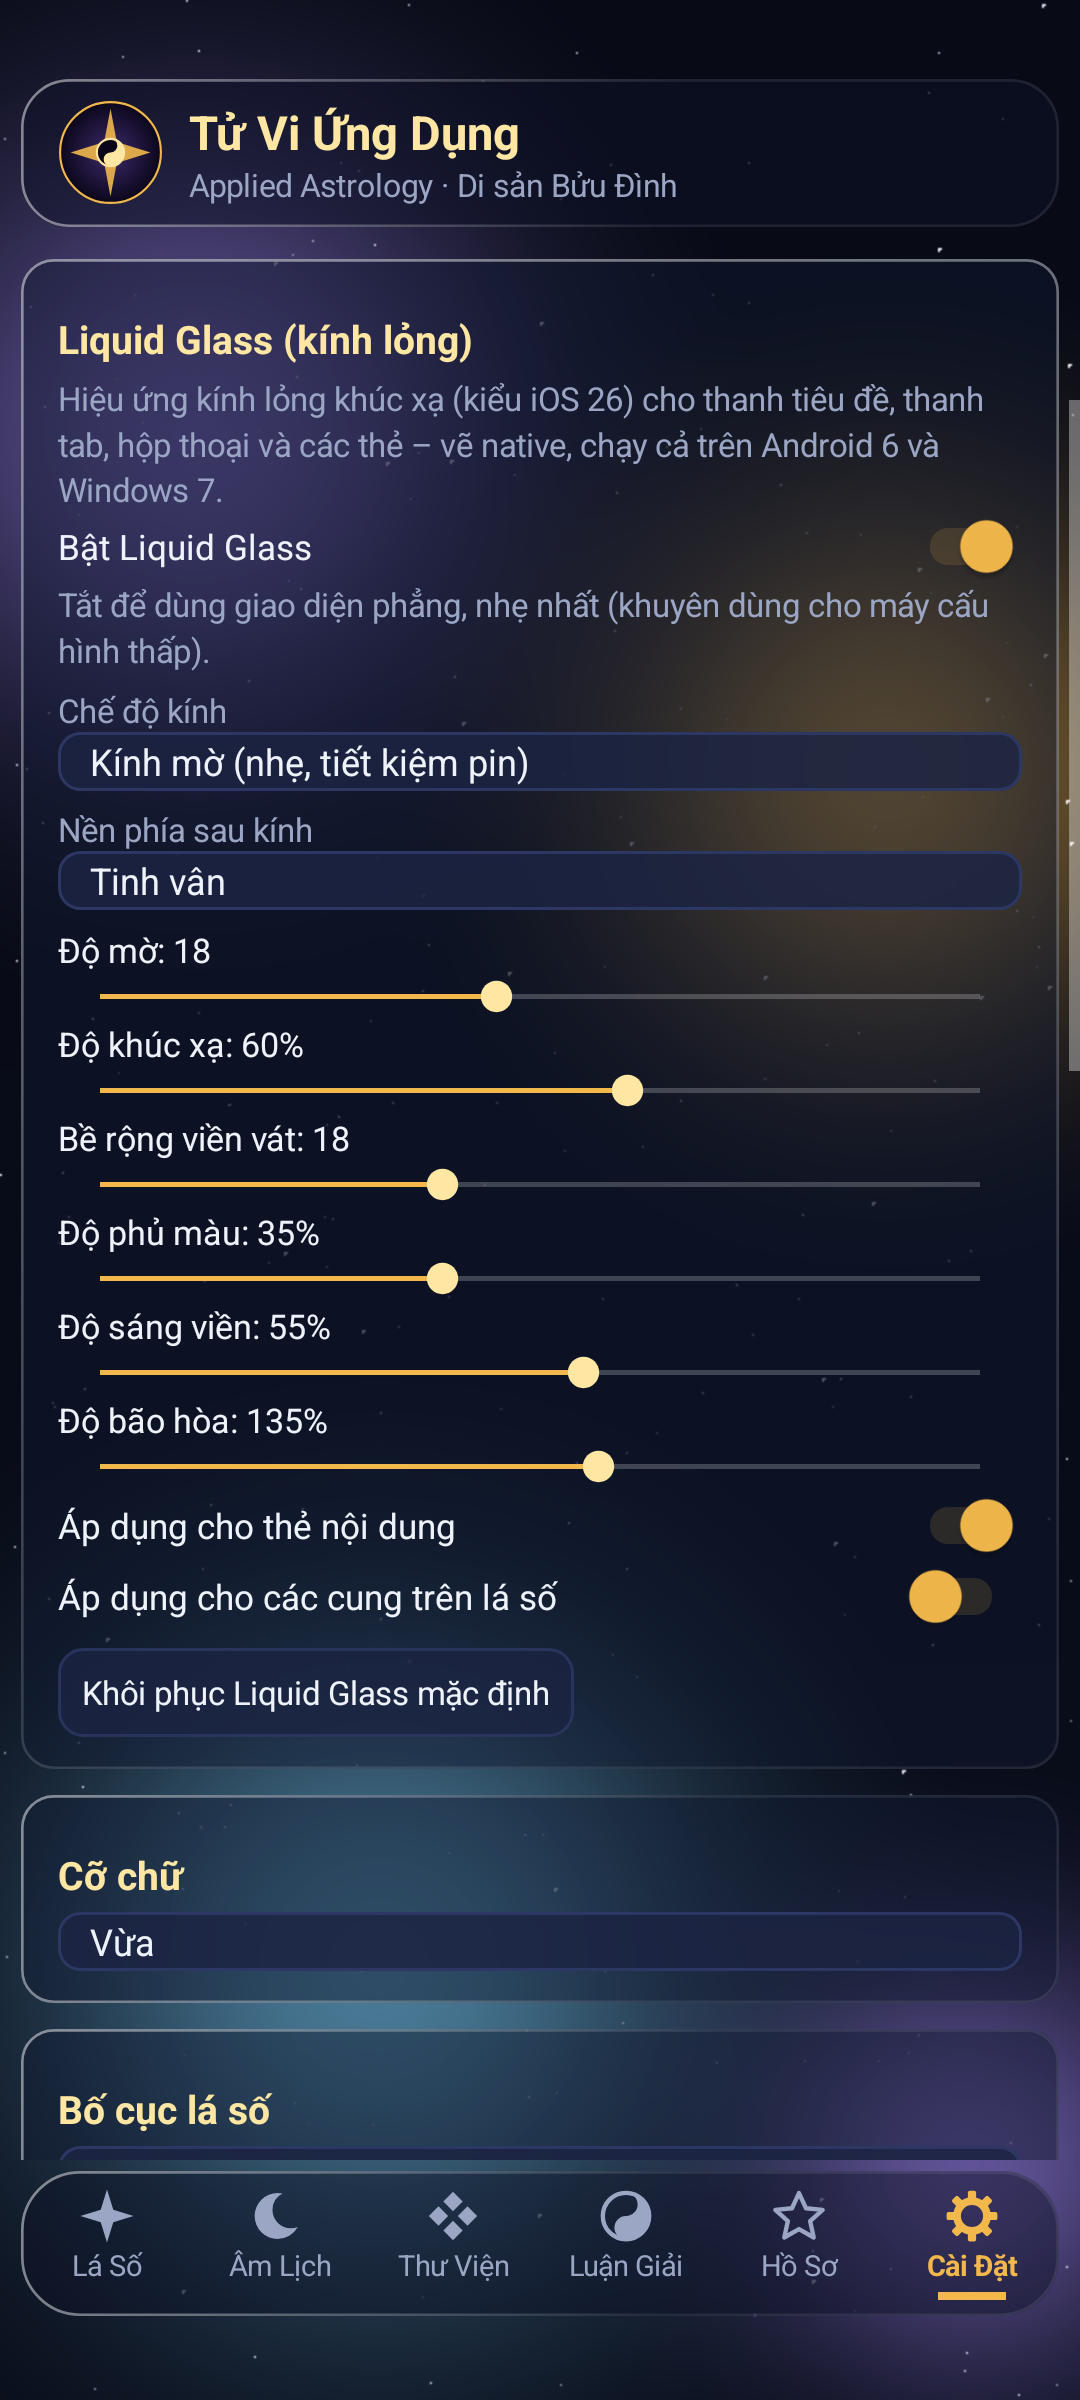 Tử Vi Ứng Dụng
Applied Astrology · Di sản Bửu Đình
Liquid Glass (kính lỏng)
Hiệu ứng kính lỏng khúc xạ (kiểu iOS 26) cho thanh tiêu đề, thanh
tab, hộp thoại và các thẻ – vẽ native, chạy cả trên Android 6 và
Windows 7.
Bật Liquid Glass
Tắt để dùng giao diện phẳng, nhẹ nhất (khuyên dùng cho máy cấu
hình thấp).
Chế độ kính
Kính mờ (nhẹ, tiết kiệm pin)
Nền phía sau kính
Tinh vân
Độ mờ: 18
Độ khúc xạ: 60%
Bề rộng viền vát: 18
Độ phủ màu: 35%
Độ sáng viền: 55%
Độ bão hòa: 135%
Áp dụng cho thẻ nội dung
Áp dụng cho các cung trên lá số
Khôi phục Liquid Glass mặc định
Cỡ chữ
Vừa
Bố cục lá số
Lá Số
Âm Lịch
Thư Viện
Luận Giải
Hồ Sơ
Cài Đặt